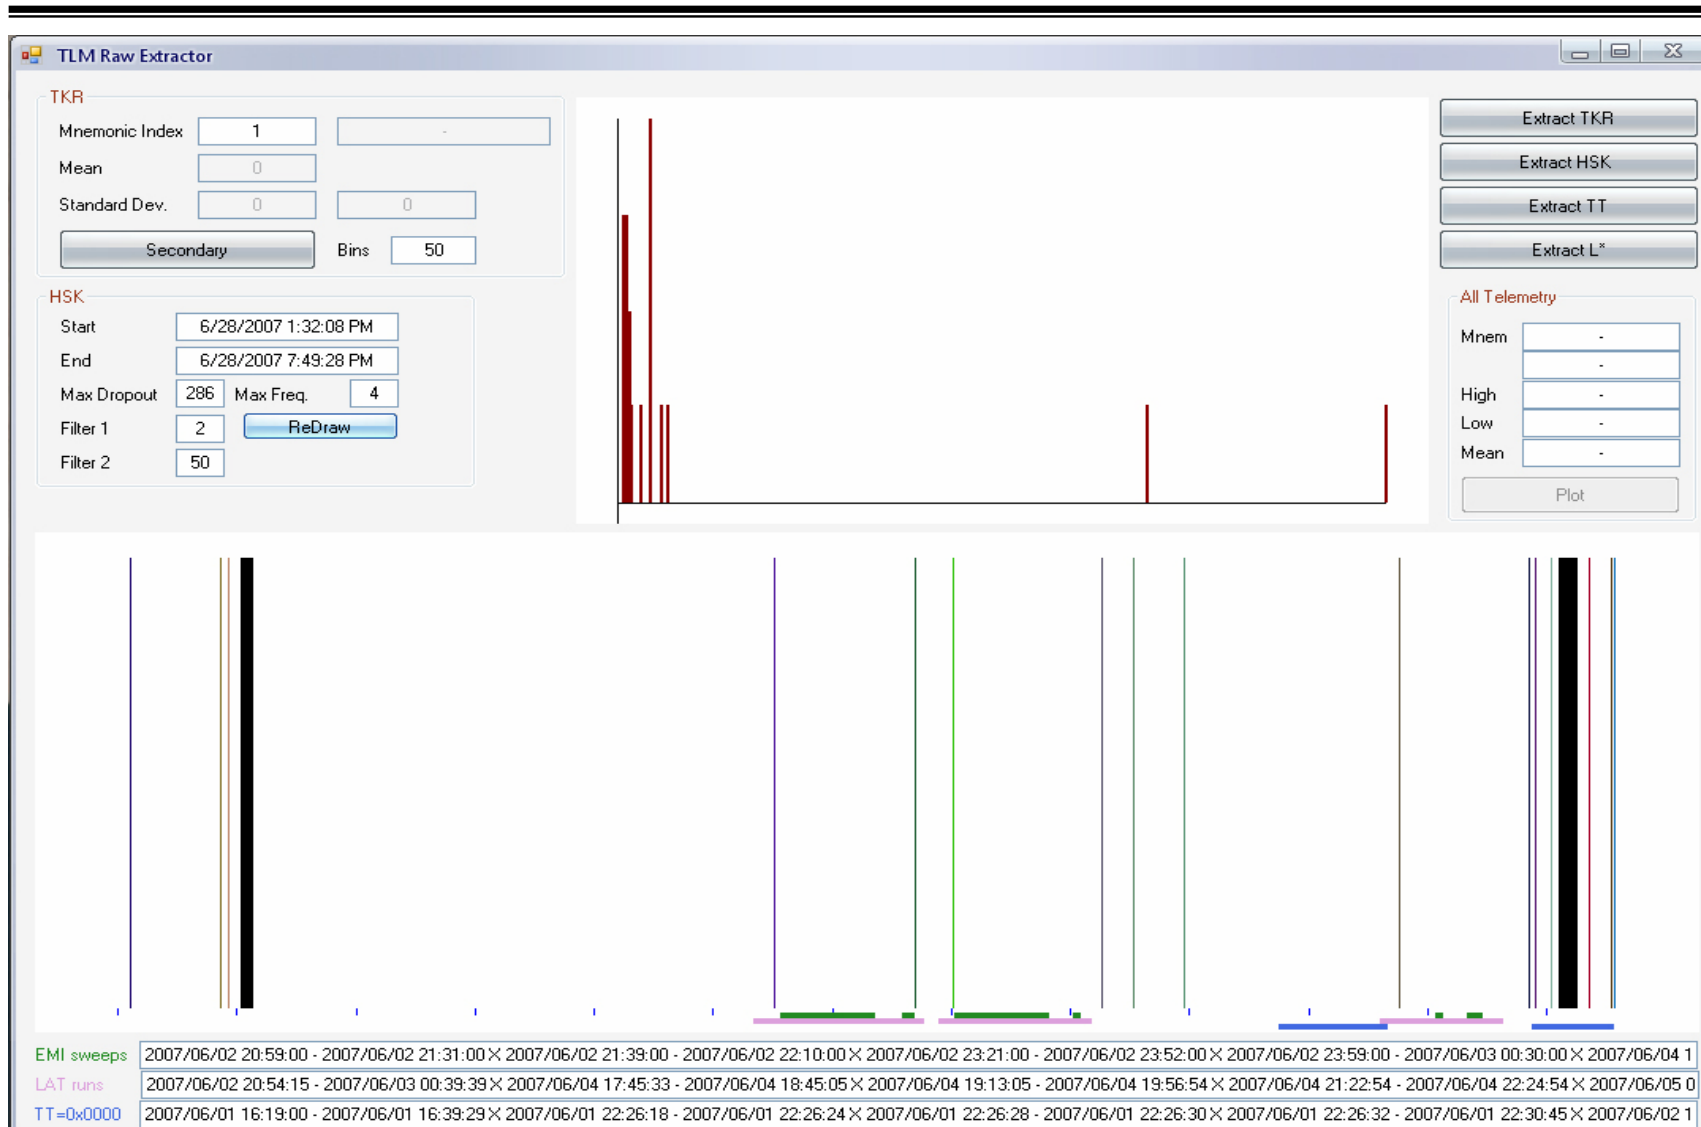 TLM Raw Extractor
TKR
Mnemonic Index 1 -
Mean 0
Standard Dev. 0 0
Secondary Bins 50
HSK
Start 6/28/2007 1:32:08 PM
End 6/28/2007 7:49:28 PM
Max Dropout 286 Max Freq. 4
Filter 1 2 ReDraw
Filter 2 50
Extract TKR
Extract HSK
Extract TT
Extract L*
All Telemetry
Mnem -
-
High -
Low -
Mean -
Plot
EMI sweeps 2007/06/02 20:59:00 - 2007/06/02 21:31:00 X 2007/06/02 21:39:00 - 2007/06/02 22:10:00 X 2007/06/02 23:21:00 - 2007/06/02 23:52:00 X 2007/06/02 23:59:00 - 2007/06/03 00:30:00 X 2007/06/04 1
LAT runs 2007/06/02 20:54:15 - 2007/06/03 00:39:39 X 2007/06/04 17:45:33 - 2007/06/04 18:45:05 X 2007/06/04 19:13:05 - 2007/06/04 19:56:54 X 2007/06/04 21:22:54 - 2007/06/04 22:24:54 X 2007/06/05 0
TT=0x0000 2007/06/01 16:19:00 - 2007/06/01 16:39:29 X 2007/06/01 22:26:18 - 2007/06/01 22:26:24 X 2007/06/01 22:26:28 - 2007/06/01 22:26:30 X 2007/06/01 22:26:32 - 2007/06/01 22:30:45 X 2007/06/02 1